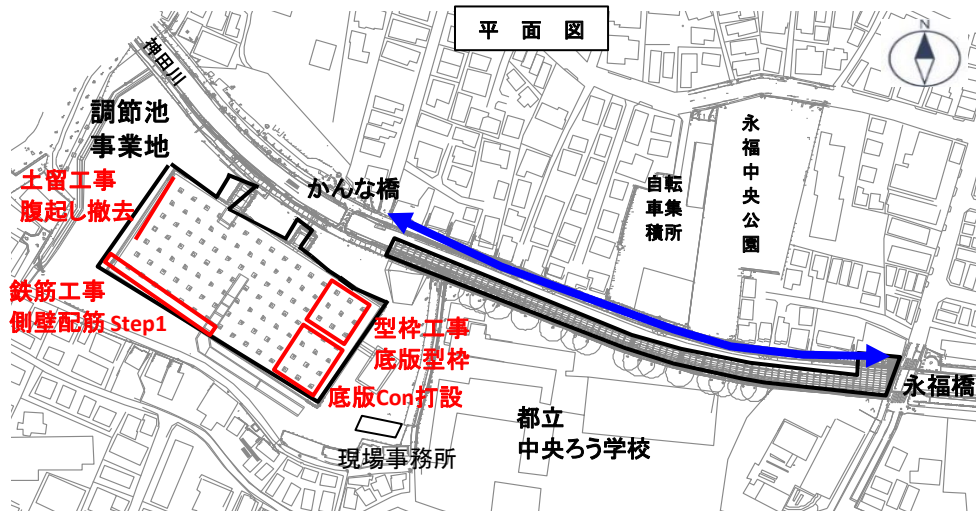 平面図
N
神田川
調節池
事業地
土留工事
腹起し撤去
かんな橋
自転
車集
積所
永福中央公園
鉄筋工事
側壁配筋 Step1
型枠工事
底版型枠
底版Con打設
永福橋
都立
中央ろう学校
現場事務所